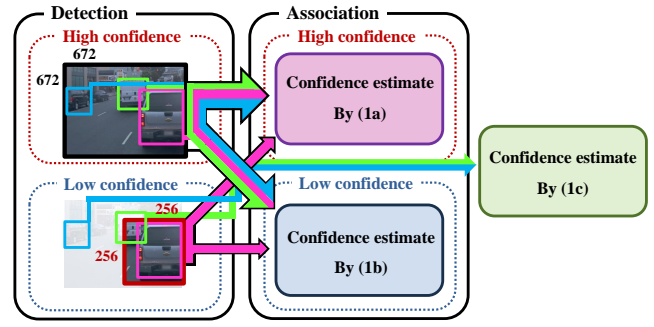 Detection
Association
High confidence
High confidence
672
672
Confidence estimate
By (1a)
Confidence estimate
By (1c)
Low confidence
Low confidence
256
256
Confidence estimate
By (1b)